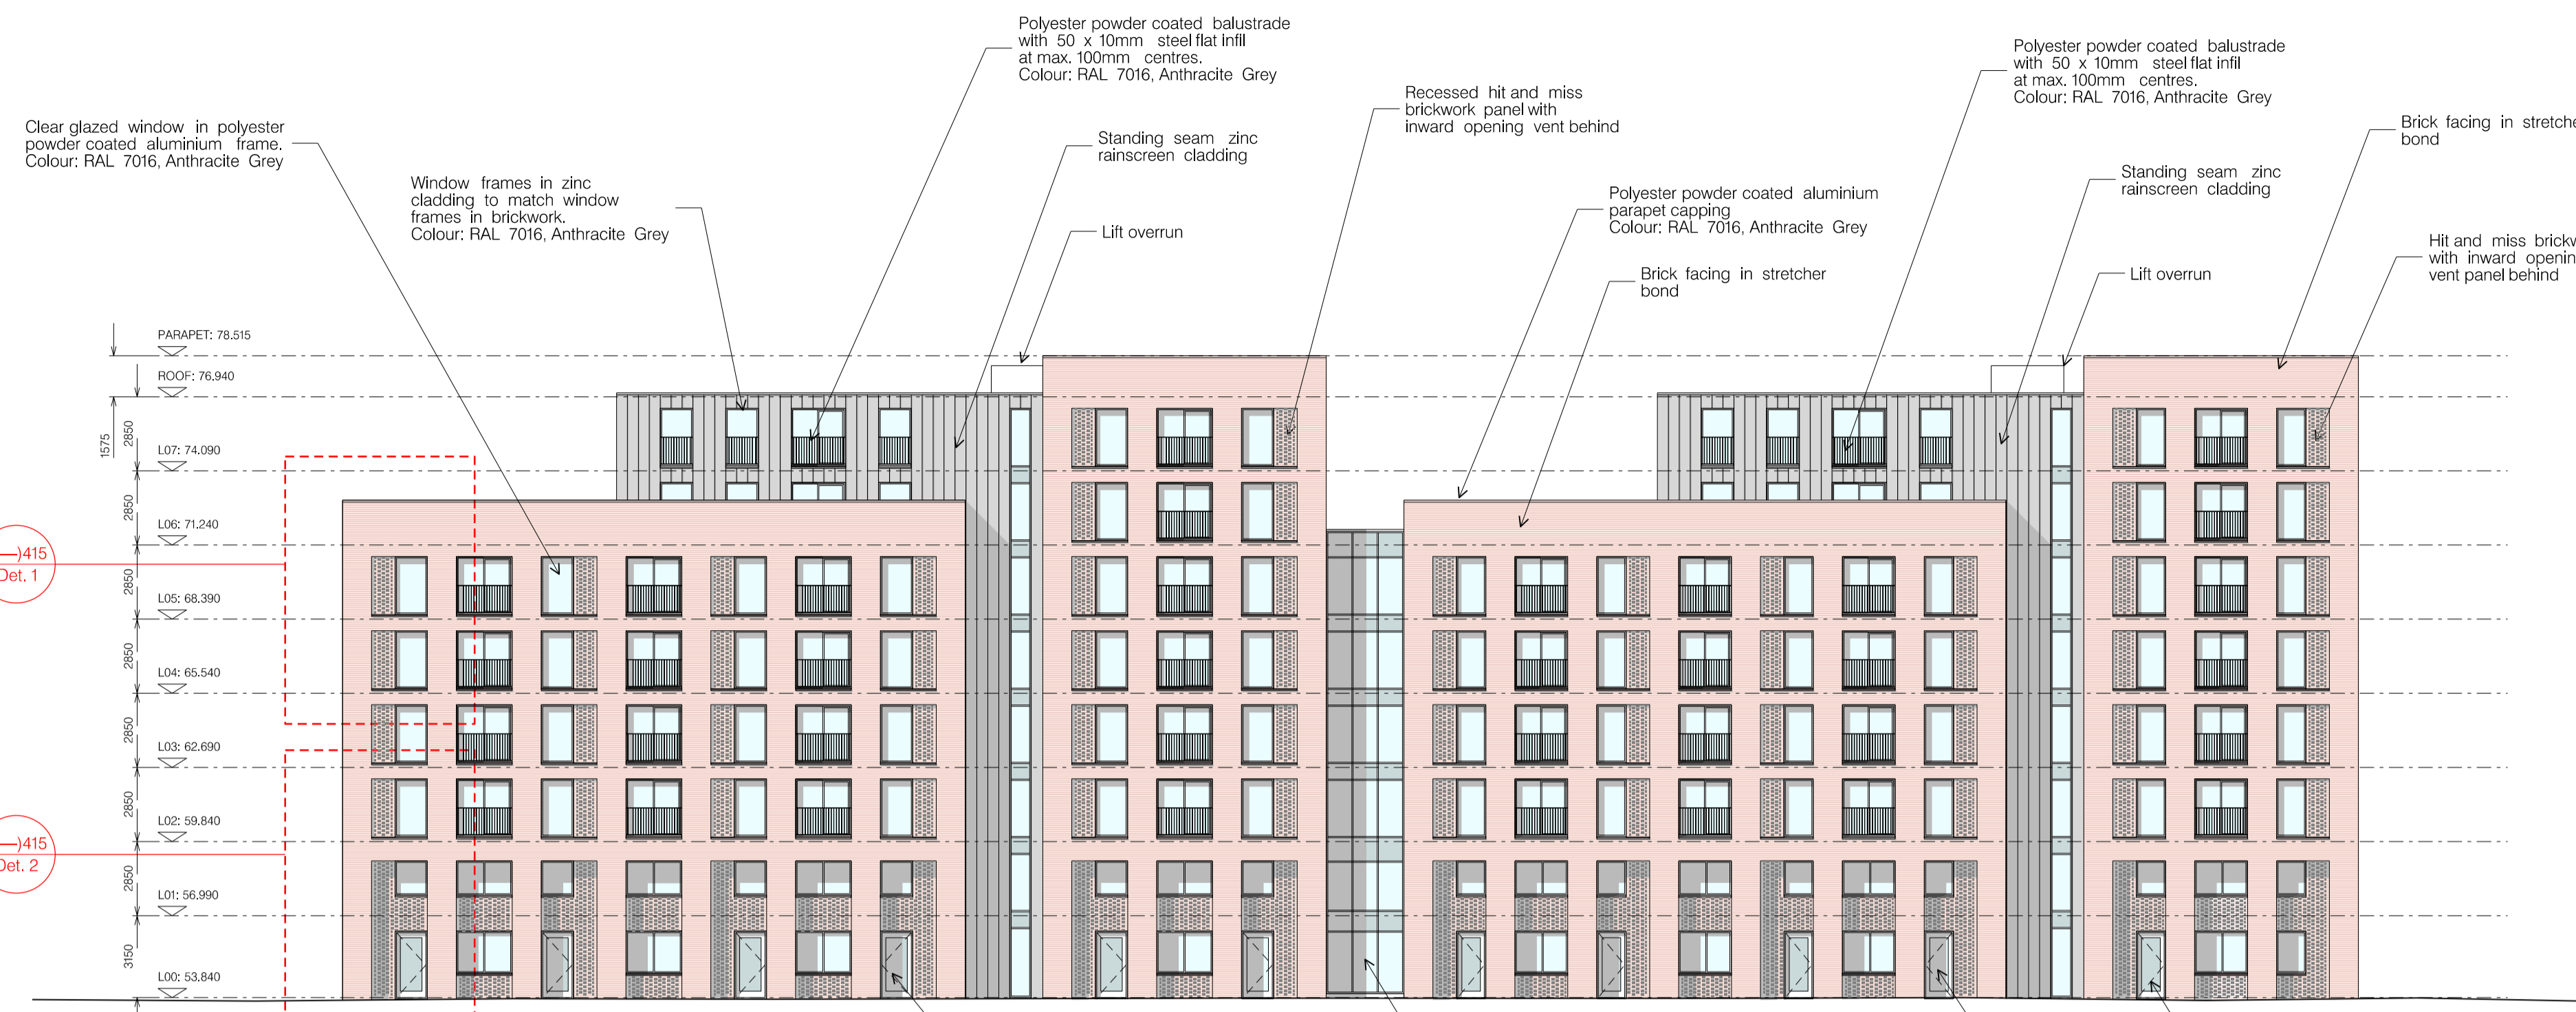 Polyester powder coated balustrade
with 50 x 10mm steel flat infil
at max. 100mm centres.
Colour: RAL 7016, Anthracite Grey
Polyester powder coated balustrade
with 50 x 10mm steel flat infil
at max. 100mm centres.
Colour: RAL 7016, Anthracite Grey
Recessed hit and miss
brickwork panel with
inward opening vent behind
Clear glazed window in polyester
powder coated aluminium frame.
Colour: RAL 7016, Anthracite Grey
Standing seam zinc
rainscreen cladding
Brick facing in stretche
bond
Window frames in zinc
cladding to match window
frames in brickwork.
Colour: RAL 7016, Anthracite Grey
Standing seam zinc
rainscreen cladding
Polyester powder coated aluminium
parapet capping
Colour: RAL 7016, Anthracite Grey
Lift overrun
Hit and miss brickw
with inward openin
vent panel behind
Brick facing in stretcher
bond
Lift overrun
PARAPET: 78.515
ROOF: 76.940
1575
2850
L07: 74.090
2850
L06: 71.240
)415
Det. 1
2850
L05: 68.390
2850
L04: 65.540
2850
L03: 62.690
2850
L02: 59.840
)415
Det. 2
2850
L01: 56.990
3150
L00: 53.840